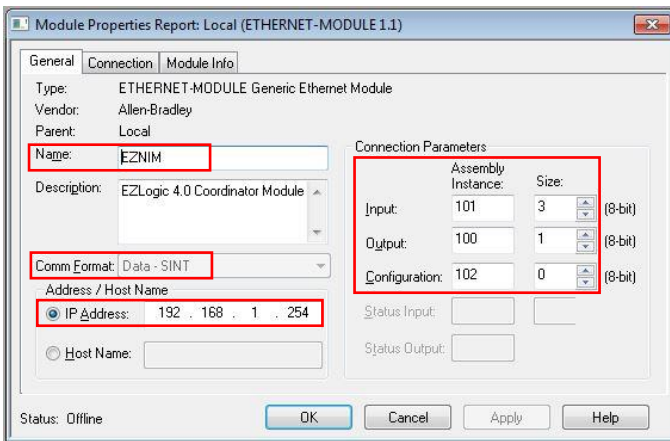 Module Properties Report: Local (ETHERNET-MODULE 1.1)
General Connection Module Info
Type: ETHERNET-MODULE Generic Ethernet Module
Vendor: Allen-Bradley
Parent: Local
Name: EZNIM
Description: EZLogic 4.0 Coordinator Module
Comm Format: Data - SINT
Address / Host Name
IP Address: 192 . 168 . 1 . 254
Host Name:
Connection Parameters
Assembly Instance: Size:
Input: 101 3 (8-bit)
Output: 100 1 (8-bit)
Configuration: 102 0 (8-bit)
Status Input:
Status Output:
Status: Offline
OK Cancel Apply Help